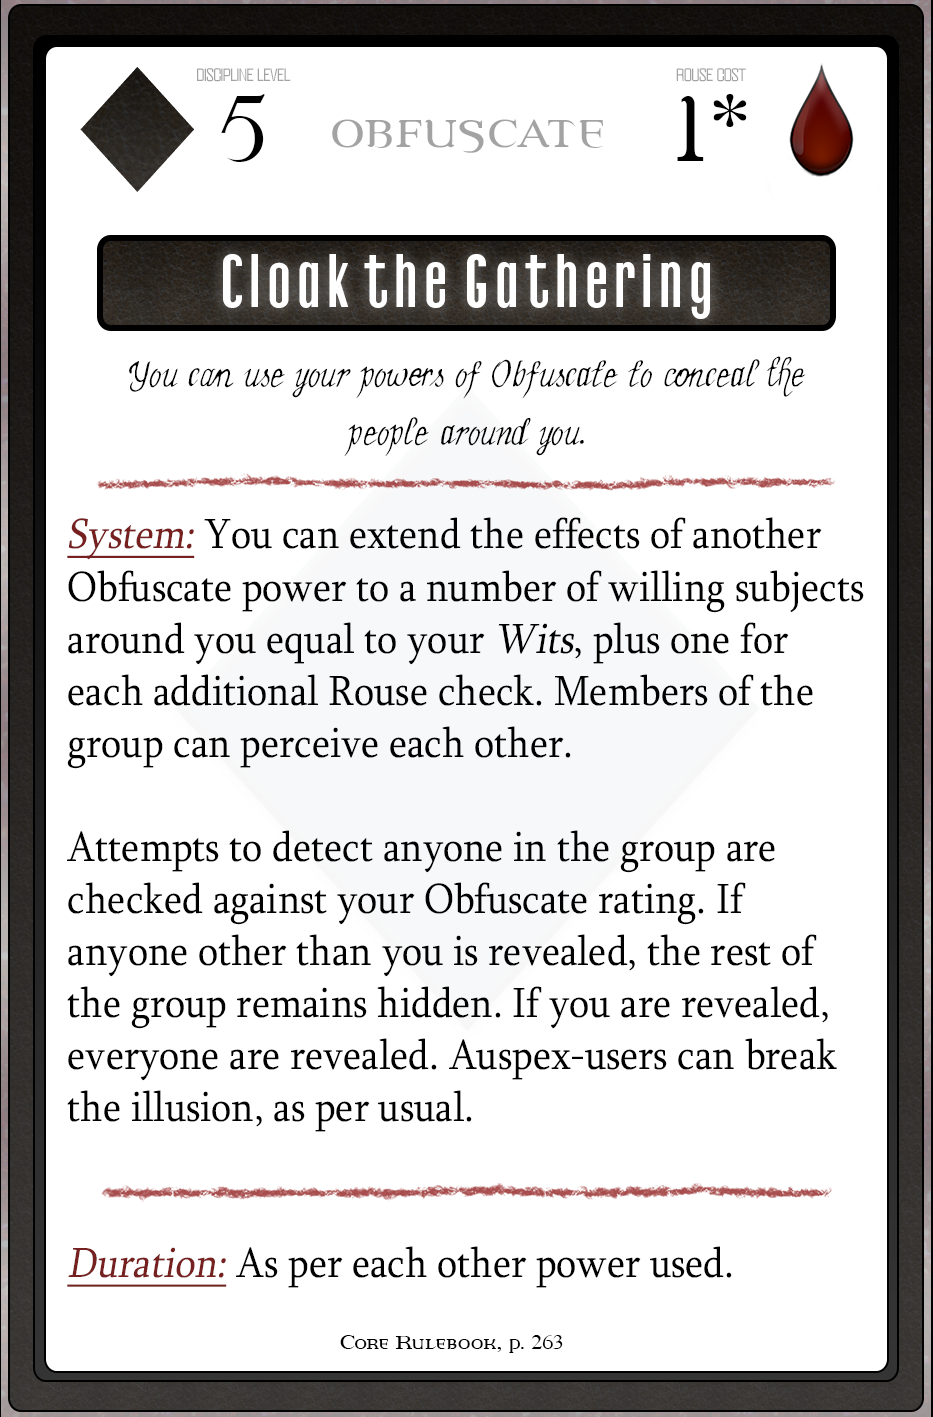 DISCIPLINE LEVEL
5
OBFUSCATE
ROUSE COST
1*
Cloak the Gathering
You can use your powers of Obfuscate to conceal the
people around you.
System: You can extend the effects of another
Obfuscate power to a number of willing subjects
around you equal to your Wits, plus one for
each additional Rouse check. Members of the
group can perceive each other.
Attempts to detect anyone in the group are
checked against your Obfuscate rating. If
anyone other than you is revealed, the rest of
the group remains hidden. If you are revealed,
everyone are revealed. Auspex-users can break
the illusion, as per usual.
Duration: As per each other power used.
Core Rulebook, p. 263